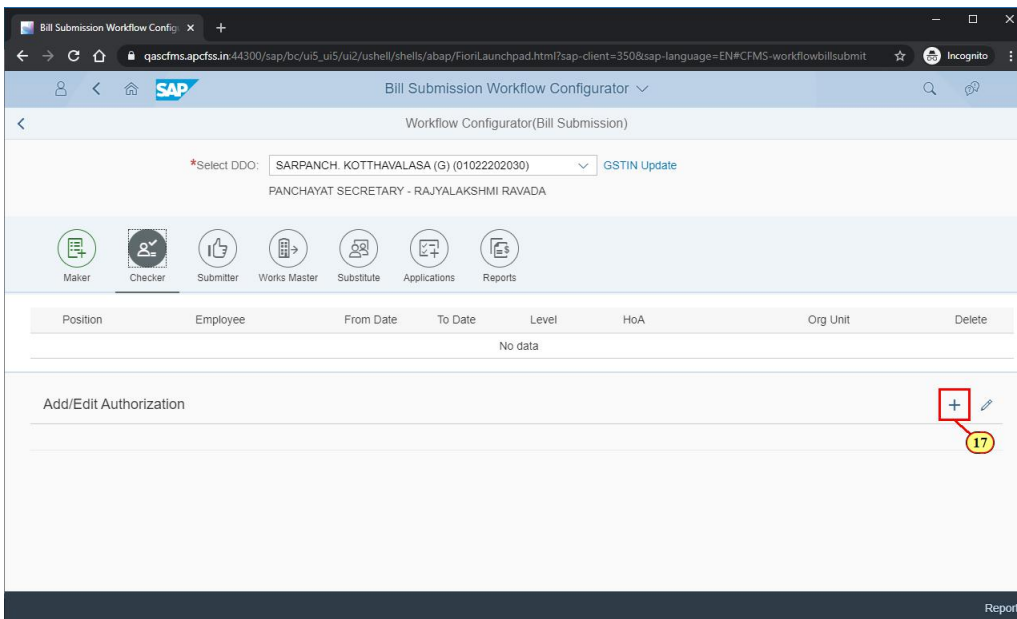 Bill Submission Workflow Config
qascfms.apcfss.in:44300/sap/bc/ui5_ui5/ui2/ushell/shells/abap/FioriLaunchpad.html?sap-client=350&sap-language=EN#CFMS-workflowbillsubmit
Incognito
SAP
Bill Submission Workflow Configurator
Workflow Configurator(Bill Submission)
*Select DDO: SARPANCH. KOTTHAVALASA (G) (01022202030) GSTIN Update
PANCHAYAT SECRETARY - RAJYALAKSHMI RAVADA
Maker Checker Submitter Works Master Substitute Applications Reports
Position Employee From Date To Date Level HoA Org Unit Delete
No data
Add/Edit Authorization
17
Report